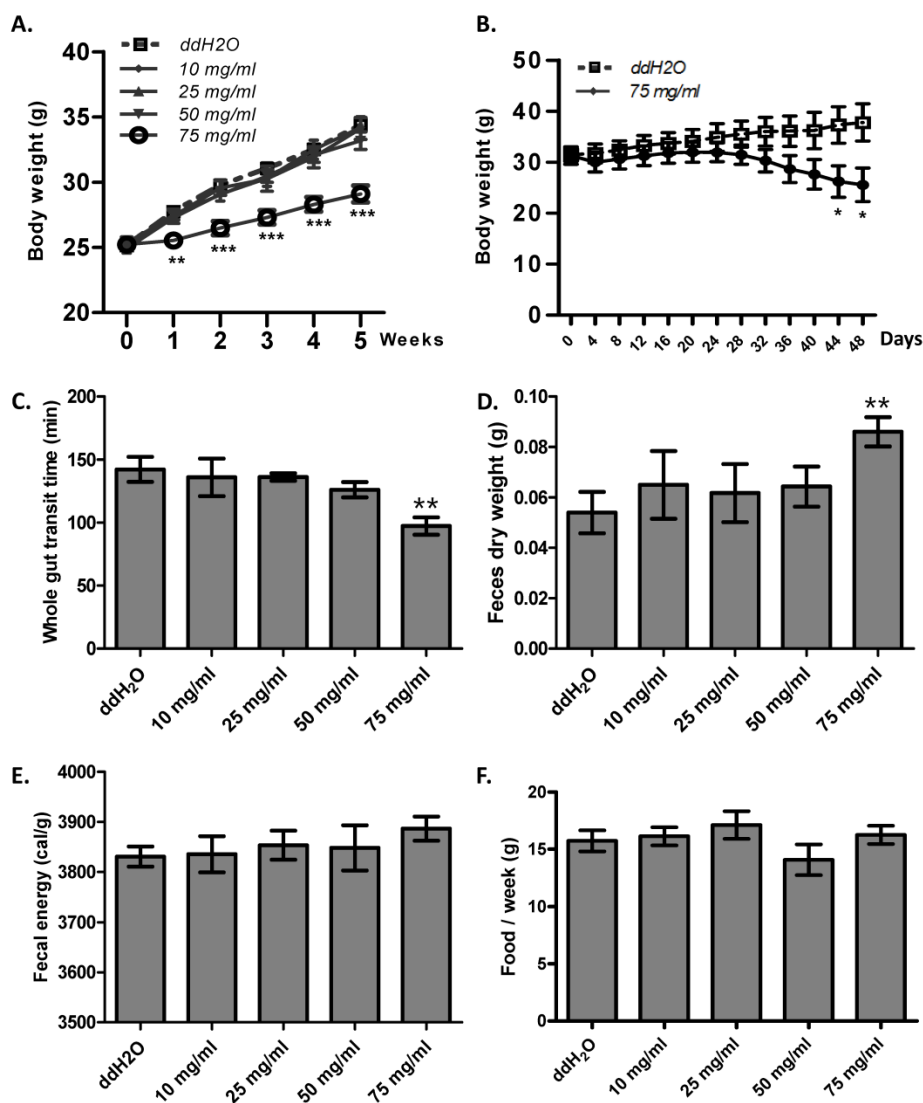 A.
ddH2O
10 mg/ml
25 mg/ml
50 mg/ml
75 mg/ml
Body weight (g)
40
35
30
25
20
** *** *** *** ***
0 1 2 3 4 5 Weeks
B.
ddH2O
75 mg/ml
Body weight (g)
50
40
30
20
10
0
* *
0 4 8 12 16 20 24 28 32 36 40 44 48 Days
C.
Whole gut transit time (min)
200
150
100
50
0
**
ddH₂O 10 mg/ml 25 mg/ml 50 mg/ml 75 mg/ml
D.
Feces dry weight (g)
0.10
0.08
0.06
0.04
0.02
0.00
**
ddH₂O 10 mg/ml 25 mg/ml 50 mg/ml 75 mg/ml
E.
Fecal energy (cal/g)
4000
3900
3800
3700
3600
3500
ddH2O 10 mg/ml 25 mg/ml 50 mg/ml 75 mg/ml
F.
Food / week (g)
20
15
10
5
0
ddH₂O 10 mg/ml 25 mg/ml 50 mg/ml 75 mg/ml